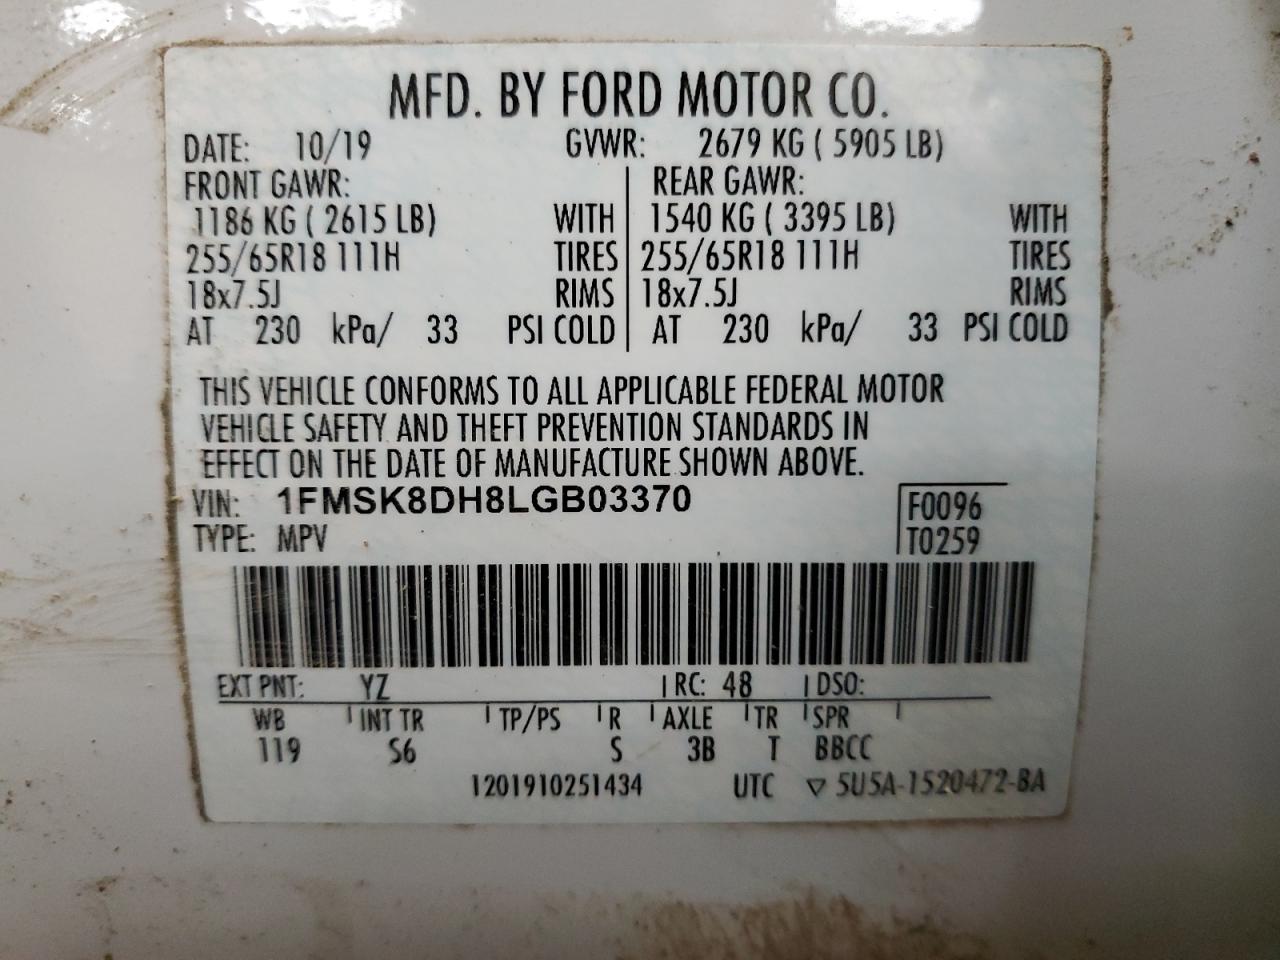 MFD. BY FORD MOTOR CO.
DATE: 10/19 GVWR: 2679 KG ( 5905 LB)
FRONT GAWR: REAR GAWR:
1186 KG ( 2615 LB) WITH 1540 KG ( 3395 LB) WITH
255/65R18 111H TIRES 255/65R18 111H TIRES
18x7.5J RIMS 18x7.5J RIMS
AT 230 kPa/ 33 PSI COLD AT 230 kPa/ 33 PSI COLD
THIS VEHICLE CONFORMS TO ALL APPLICABLE FEDERAL MOTOR
VEHICLE SAFETY AND THEFT PREVENTION STANDARDS IN
EFFECT ON THE DATE OF MANUFACTURE SHOWN ABOVE.
VIN: 1FMSK8DH8LGB03370 F0096
TYPE: MPV T0259
EXT PNT: YZ RC: 48 DSO:
WB INT TR TP/PS R AXLE TR SPR
119 S6 S 3B T BBCC
1201910251434 UTC ▽ 5U5A-1520472-BA